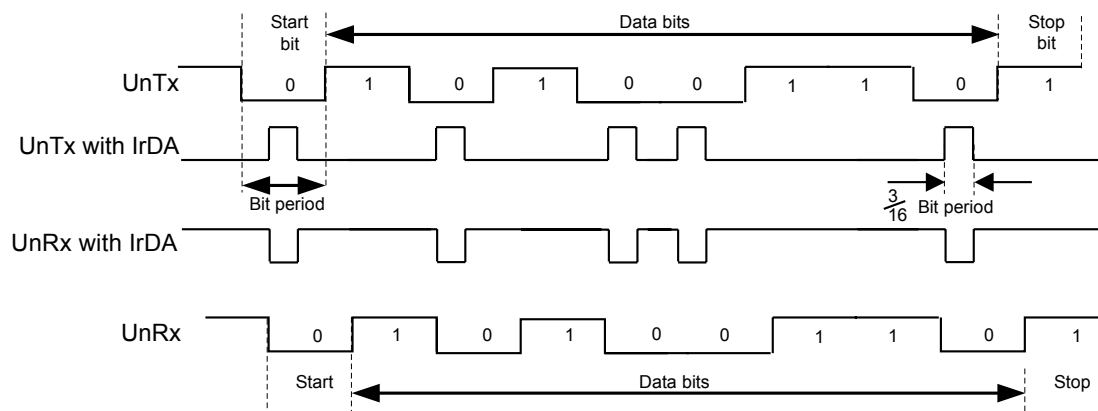 Start
bit
Data bits
Stop
bit
UnTx
0 1 0 1 0 0 1 1 0 1
UnTx with IrDA
Bit period
3/16 Bit period
UnRx with IrDA
UnRx
0 1 0 1 0 0 1 1 0 1
Start
Data bits
Stop